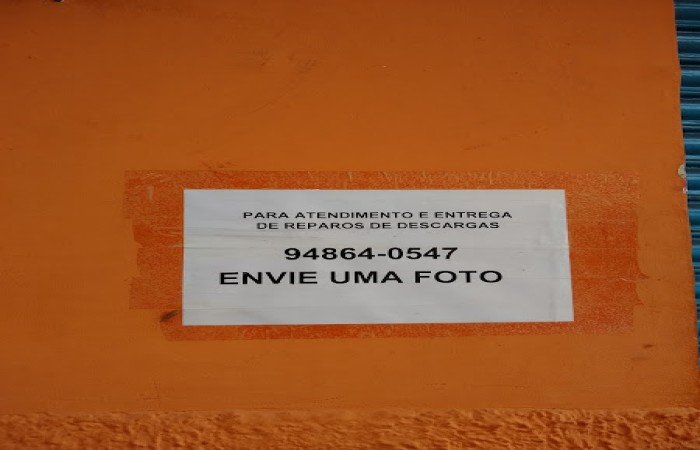 PARA ATENDIMENTO E ENTREGA
DE REPAROS DE DESCARGAS
94864-0547
ENVIE UMA FOTO